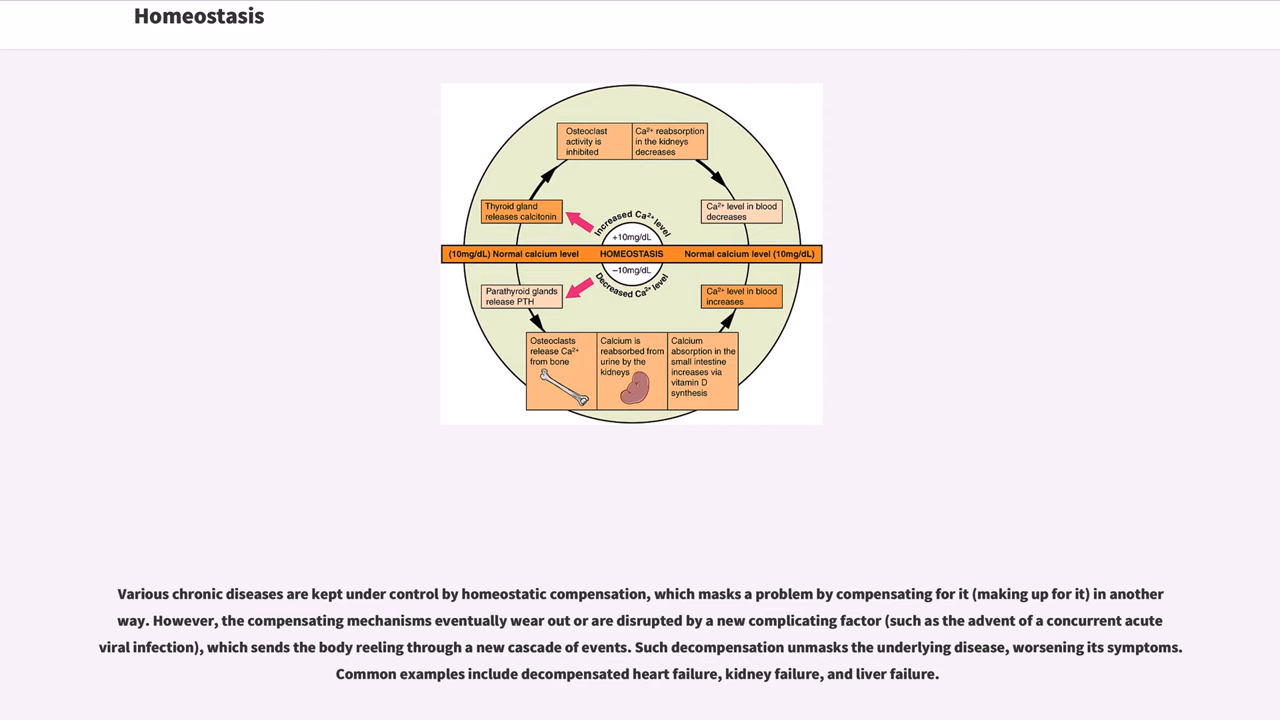 Homeostasis
Osteoclast
activity is
inhibited
Ca²⁺ reabsorption
in the kidneys
decreases
Thyroid gland
releases calcitonin
Ca²⁺ level in blood
decreases
Increased Ca²⁺ level
+10mg/dL
(10mg/dL) Normal calcium level
HOMEOSTASIS
Normal calcium level (10mg/dL)
–10mg/dL
Decreased Ca²⁺ level
Parathyroid glands
release PTH
Ca²⁺ level in blood
increases
Osteoclasts
release Ca²⁺
from bone
Calcium is
reabsorbed from
urine by the
kidneys
Calcium
absorption in the
small intestine
increases via
vitamin D
synthesis
Various chronic diseases are kept under control by homeostatic compensation, which masks a problem by compensating for it (making up for it) in another
way. However, the compensating mechanisms eventually wear out or are disrupted by a new complicating factor (such as the advent of a concurrent acute
viral infection), which sends the body reeling through a new cascade of events. Such decompensation unmasks the underlying disease, worsening its symptoms.
Common examples include decompensated heart failure, kidney failure, and liver failure.